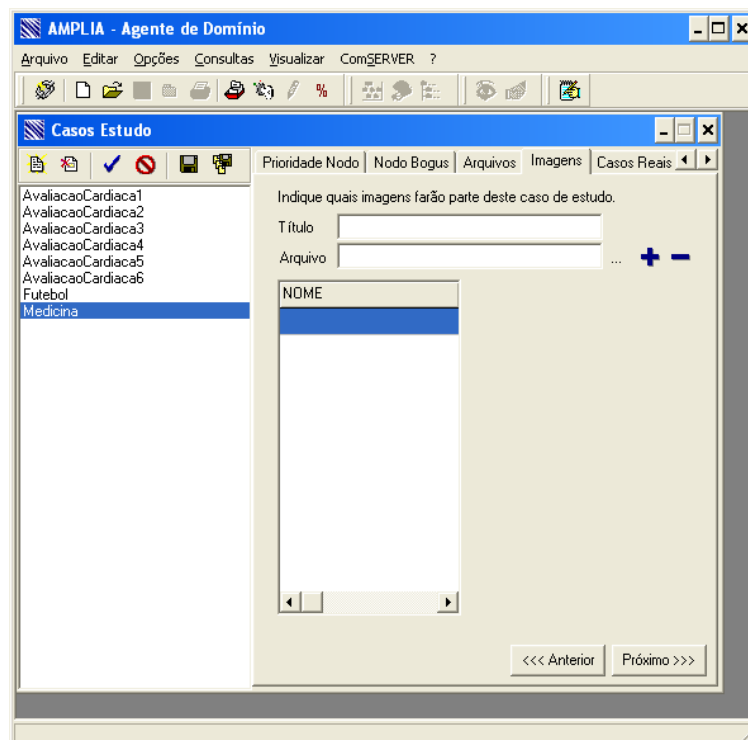 AMPLIA - Agente de Domínio
Arquivo Editar Opções Consultas Visualizar ComSERVER ?
%
Casos Estudo
Prioridade Nodo Nodo Bogus Arquivos Imagens Casos Reais
AvaliacaoCardiaca1
AvaliacaoCardiaca2
AvaliacaoCardiaca3
AvaliacaoCardiaca4
AvaliacaoCardiaca5
AvaliacaoCardiaca6
Futebol
Medicina
Indique quais imagens farão parte deste caso de estudo.
Título
Arquivo ...
NOME
<<< Anterior Próximo >>>